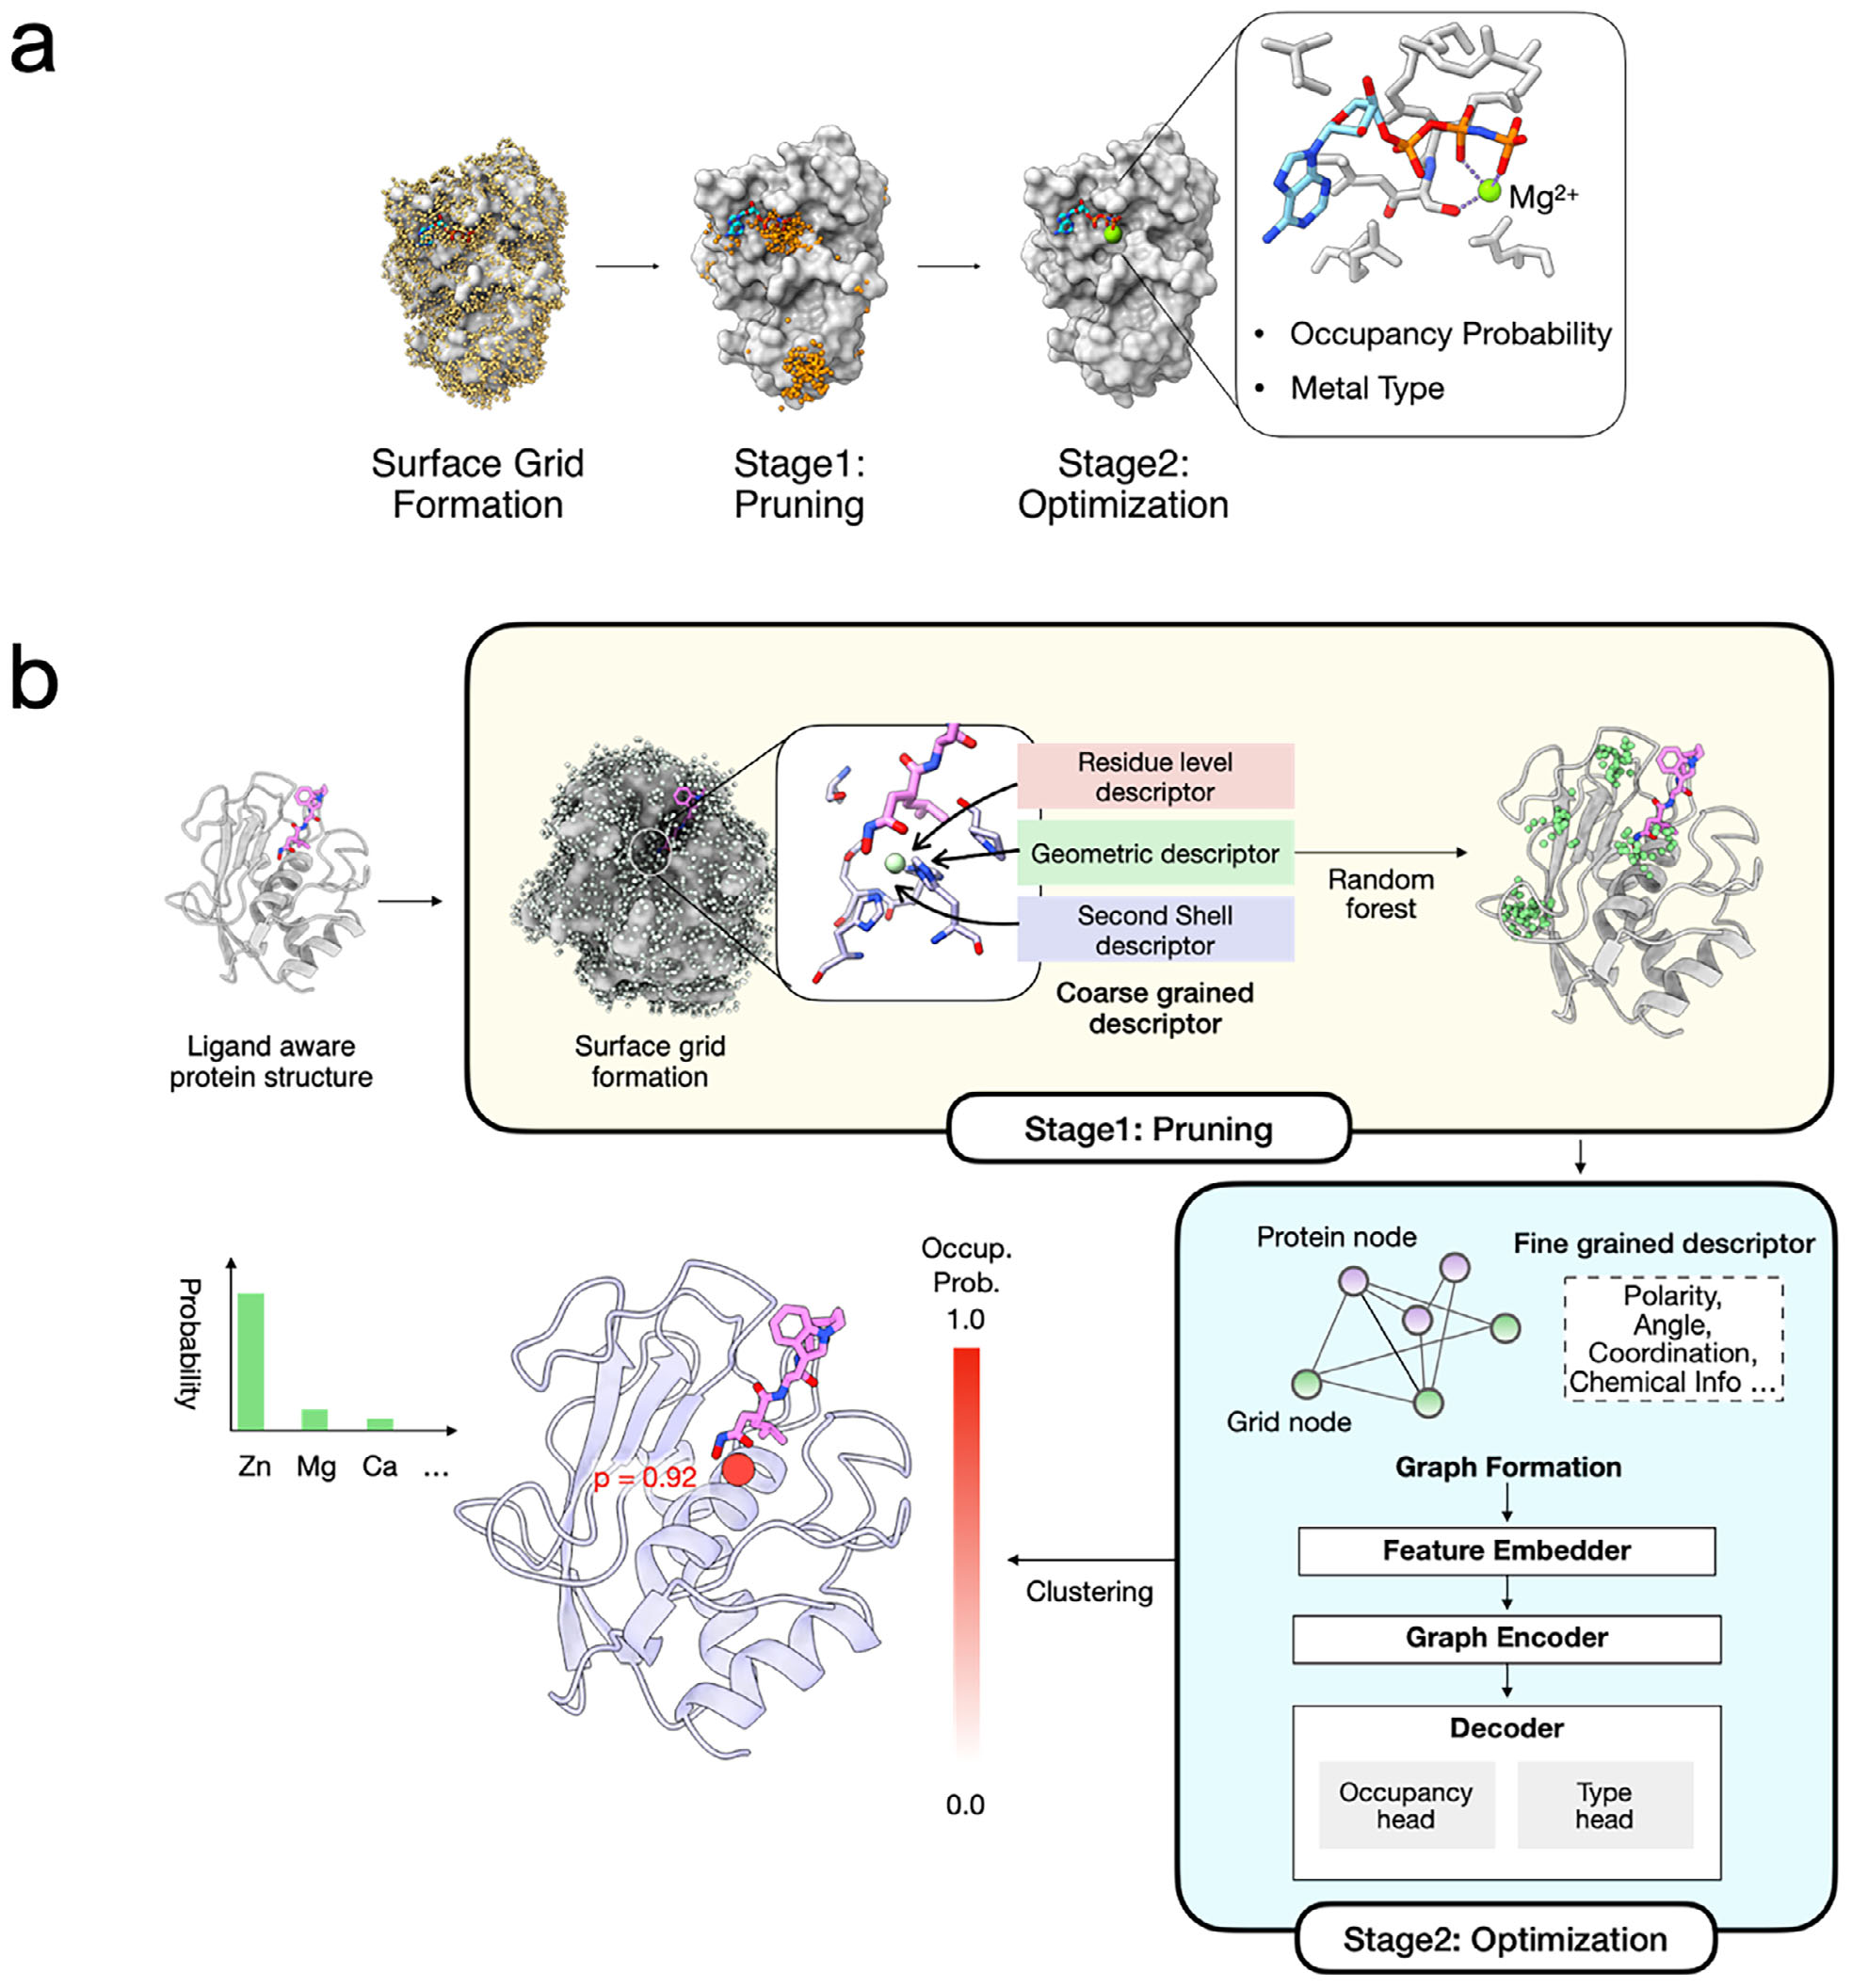 a
Mg²⁺
• Occupancy Probability
• Metal Type
Surface Grid
Formation
Stage1:
Pruning
Stage2:
Optimization
b
Ligand aware
protein structure
Surface grid
formation
Residue level
descriptor
Geometric descriptor
Second Shell
descriptor
Coarse grained
descriptor
Random
forest
Stage1: Pruning
Protein node
Grid node
Fine grained descriptor
Polarity,
Angle,
Coordination,
Chemical Info ...
Graph Formation
Feature Embedder
Graph Encoder
Decoder
Occupancy
head
Type
head
Stage2: Optimization
Clustering
Occup.
Prob.
1.0
0.0
p = 0.92
Probability
Zn Mg Ca ...